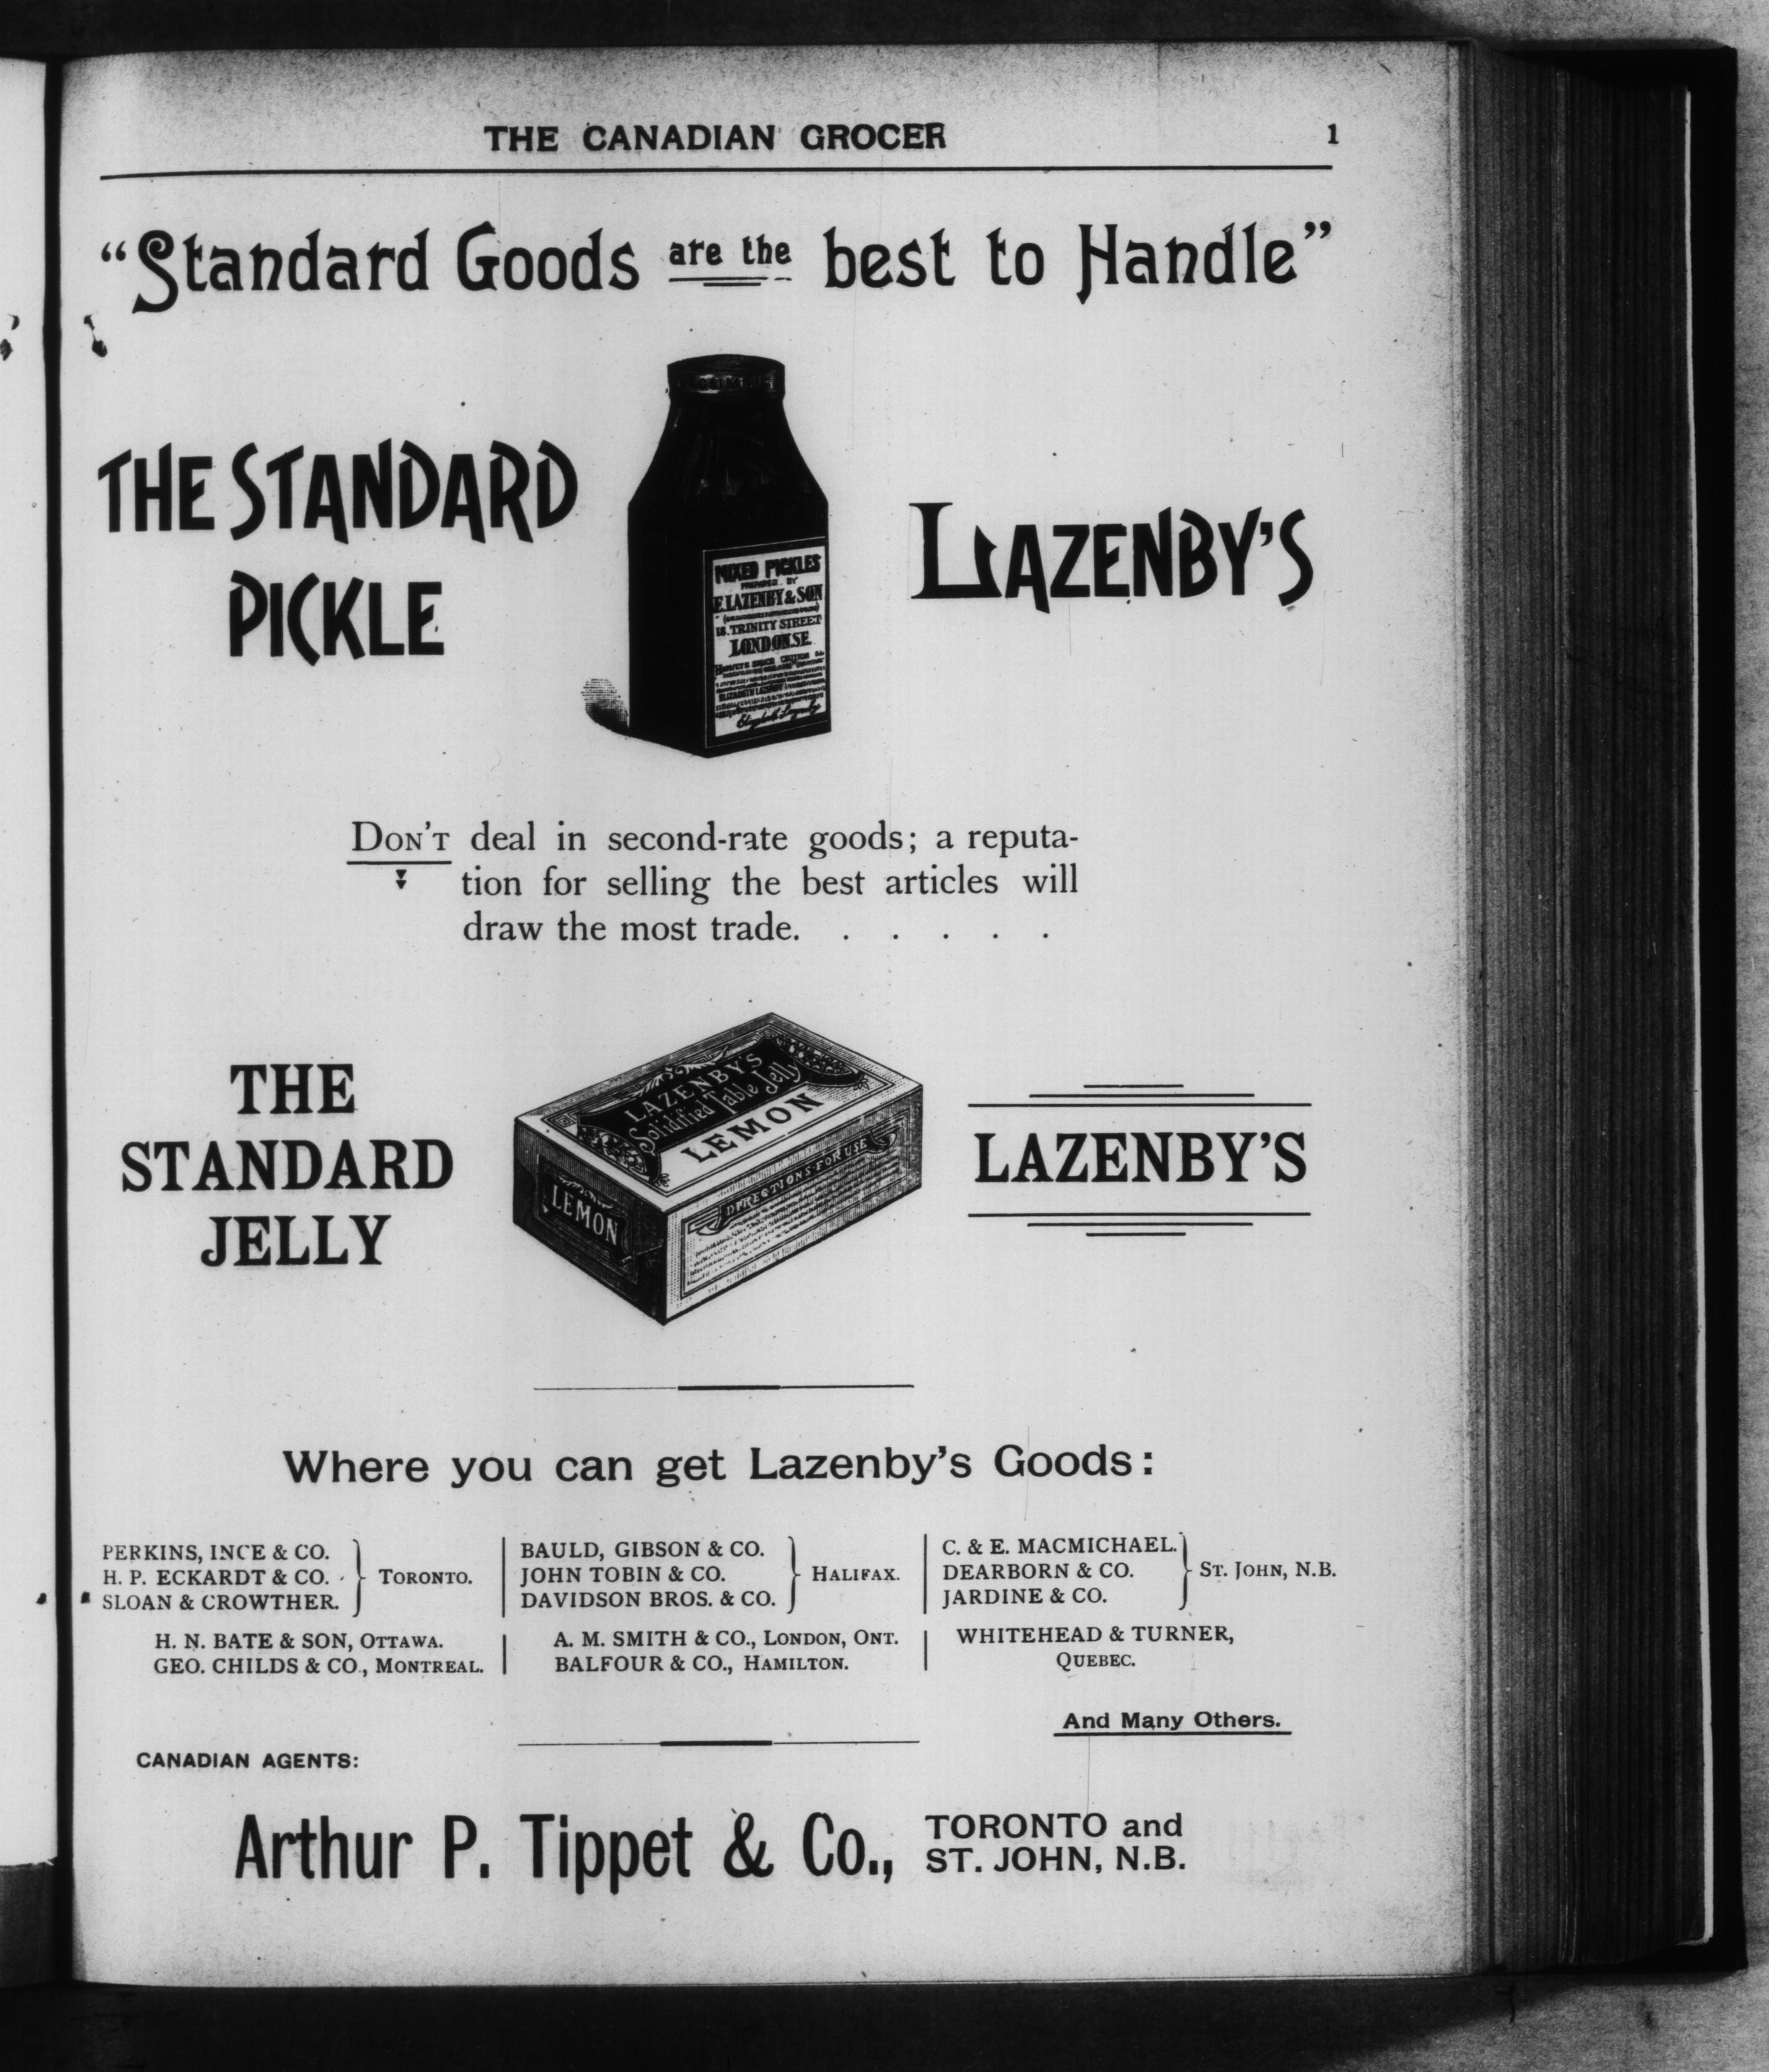 THE CANADIAN GROCER 1
“Standard Goods are the best to Handle”
THE STANDARD
PICKLE
MIXED PICKLES
PREPARED BY
E. LAZENBY & SON
18. TRINITY STREET
LONDON.SE.
LAZENBY’S
DON’T deal in second-rate goods; a reputa-
tion for selling the best articles will
draw the most trade. . . . . .
THE
STANDARD
JELLY
LAZENBY'S
Solidified Table Jelly
LEMON
LEMON
DIRECTIONS FOR USE
LAZENBY’S
Where you can get Lazenby’s Goods:
PERKINS, INCE & CO.
H. P. ECKARDT & CO.
SLOAN & CROWTHER.
TORONTO.
BAULD, GIBSON & CO.
JOHN TOBIN & CO.
DAVIDSON BROS. & CO.
HALIFAX.
C. & E. MACMICHAEL.
DEARBORN & CO.
JARDINE & CO.
ST. JOHN, N.B.
H. N. BATE & SON, OTTAWA.
GEO. CHILDS & CO., MONTREAL.
A. M. SMITH & CO., LONDON, ONT.
BALFOUR & CO., HAMILTON.
WHITEHEAD & TURNER,
QUEBEC.
And Many Others.
CANADIAN AGENTS:
Arthur P. Tippet & Co.,
TORONTO and
ST. JOHN, N.B.